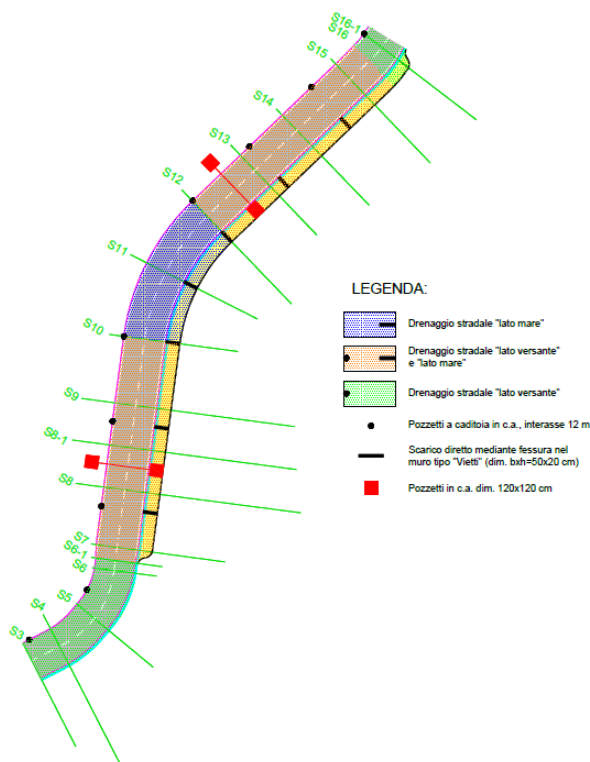 S16-1
S16
S15
S14
S13
S12
S11
S10
S9
S8-1
S8
S7
S6-1
S6
S5
S4
S3
LEGENDA:
Drenaggio stradale "lato mare"
Drenaggio stradale "lato versante"
e "lato mare"
Drenaggio stradale "lato versante"
Pozzetti a caditoia in c.a., interasse 12 m
Scarico diretto mediante fessura nel
muro tipo "Vietti" (dim. bxh=50x20 cm)
Pozzetti in c.a. dim. 120x120 cm